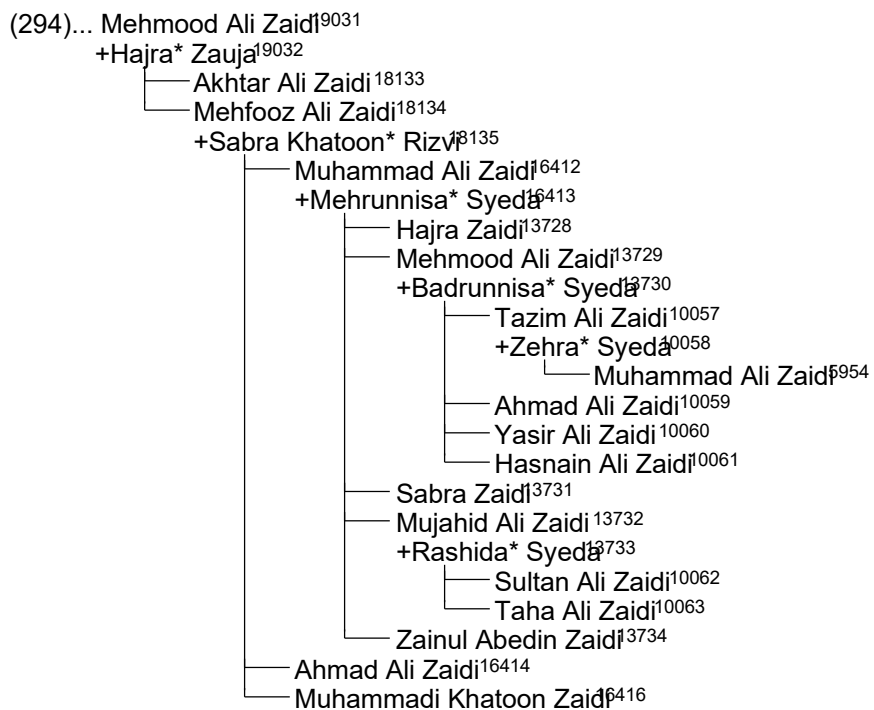 (294)... Mehmood Ali Zaidi19031
+Hajra* Zauja19032
Akhtar Ali Zaidi18133
Mehfooz Ali Zaidi18134
+Sabra Khatoon* Rizvi18135
Muhammad Ali Zaidi16412
+Mehrunnisa* Syeda16413
Hajra Zaidi13728
Mehmood Ali Zaidi13729
+Badrunnisa* Syeda13730
Tazim Ali Zaidi10057
+Zehra* Syeda10058
Muhammad Ali Zaidi5954
Ahmad Ali Zaidi10059
Yasir Ali Zaidi10060
Hasnain Ali Zaidi10061
Sabra Zaidi13731
Mujahid Ali Zaidi13732
+Rashida* Syeda13733
Sultan Ali Zaidi10062
Taha Ali Zaidi10063
Zainul Abedin Zaidi13734
Ahmad Ali Zaidi16414
Muhammadi Khatoon Zaidi16416